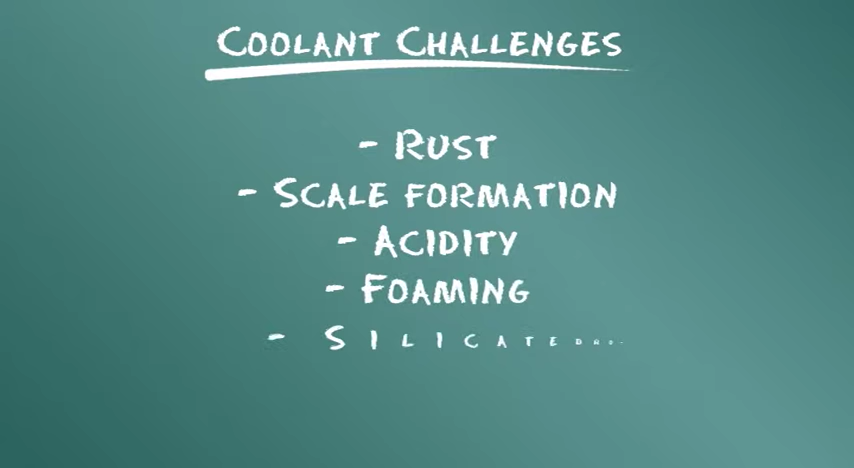 Coolant Challenges
- Rust
- Scale formation
- Acidity
- Foaming
- Silicate